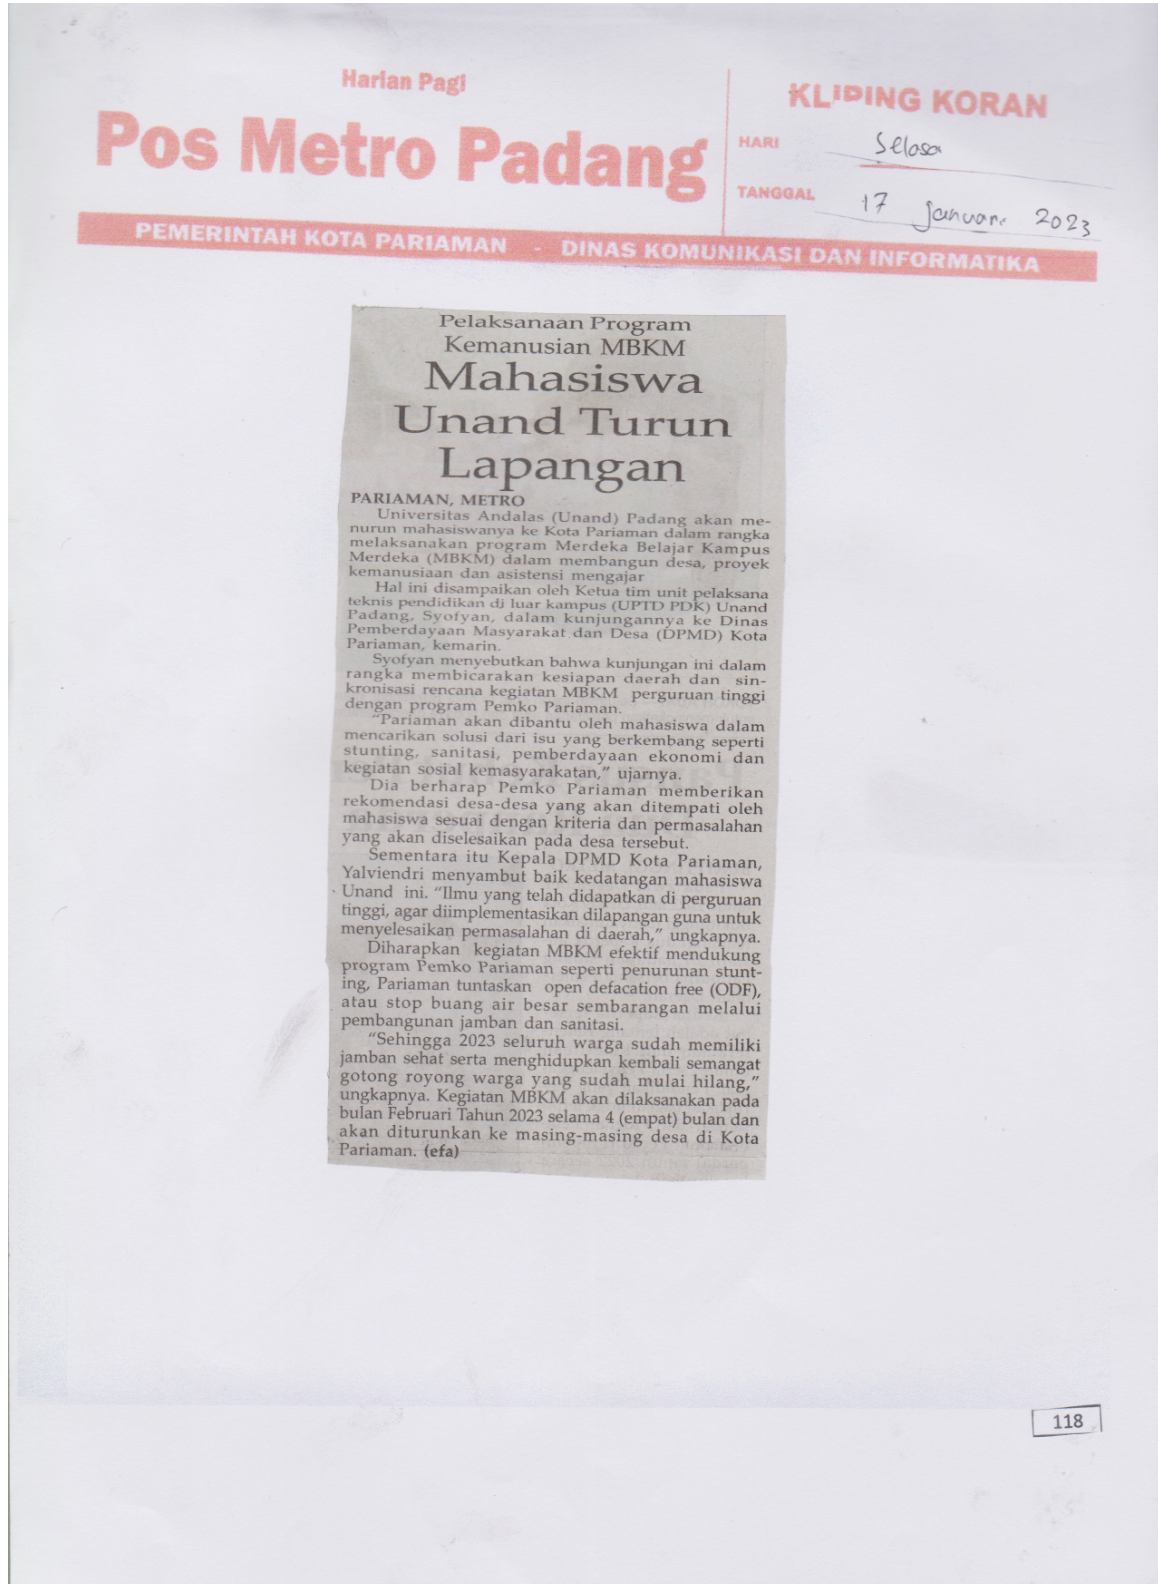 Harian Pagi
Pos Metro Padang
KLIPING KORAN
HARI Selasa
TANGGAL 17 Januari 2023
PEMERINTAH KOTA PARIAMAN - DINAS KOMUNIKASI DAN INFORMATIKA
Pelaksanaan Program
Kemanusian MBKM
Mahasiswa
Unand Turun
Lapangan
PARIAMAN, METRO
Universitas Andalas (Unand) Padang akan me-
nurun mahasiswanya ke Kota Pariaman dalam rangka
melaksanakan program Merdeka Belajar Kampus
Merdeka (MBKM) dalam membangun desa, proyek
kemanusiaan dan asistensi mengajar
Hal ini disampaikan oleh Ketua tim unit pelaksana
teknis pendidikan di luar kampus (UPTD PDK) Unand
Padang, Syofyan, dalam kunjungannya ke Dinas
Pemberdayaan Masyarakat dan Desa (DPMD) Kota
Pariaman, kemarin.
Syofyan menyebutkan bahwa kunjungan ini dalam
rangka membicarakan kesiapan daerah dan sin-
kronisasi rencana kegiatan MBKM perguruan tinggi
dengan program Pemko Pariaman.
“Pariaman akan dibantu oleh mahasiswa dalam
mencarikan solusi dari isu yang berkembang seperti
stunting, sanitasi, pemberdayaan ekonomi dan
kegiatan sosial kemasyarakatan,” ujarnya.
Dia berharap Pemko Pariaman memberikan
rekomendasi desa-desa yang akan ditempati oleh
mahasiswa sesuai dengan kriteria dan permasalahan
yang akan diselesaikan pada desa tersebut.
Sementara itu Kepala DPMD Kota Pariaman,
Yalviendri menyambut baik kedatangan mahasiswa
Unand ini. “Ilmu yang telah didapatkan di perguruan
tinggi, agar diimplementasikan dilapangan guna untuk
menyelesaikan permasalahan di daerah,” ungkapnya.
Diharapkan kegiatan MBKM efektif mendukung
program Pemko Pariaman seperti penurunan stunt-
ing, Pariaman tuntaskan open defacation free (ODF),
atau stop buang air besar sembarangan melalui
pembangunan jamban dan sanitasi.
“Sehingga 2023 seluruh warga sudah memiliki
jamban sehat serta menghidupkan kembali semangat
gotong royong warga yang sudah mulai hilang,”
ungkapnya. Kegiatan MBKM akan dilaksanakan pada
bulan Februari Tahun 2023 selama 4 (empat) bulan dan
akan diturunkan ke masing-masing desa di Kota
Pariaman. (efa)
118